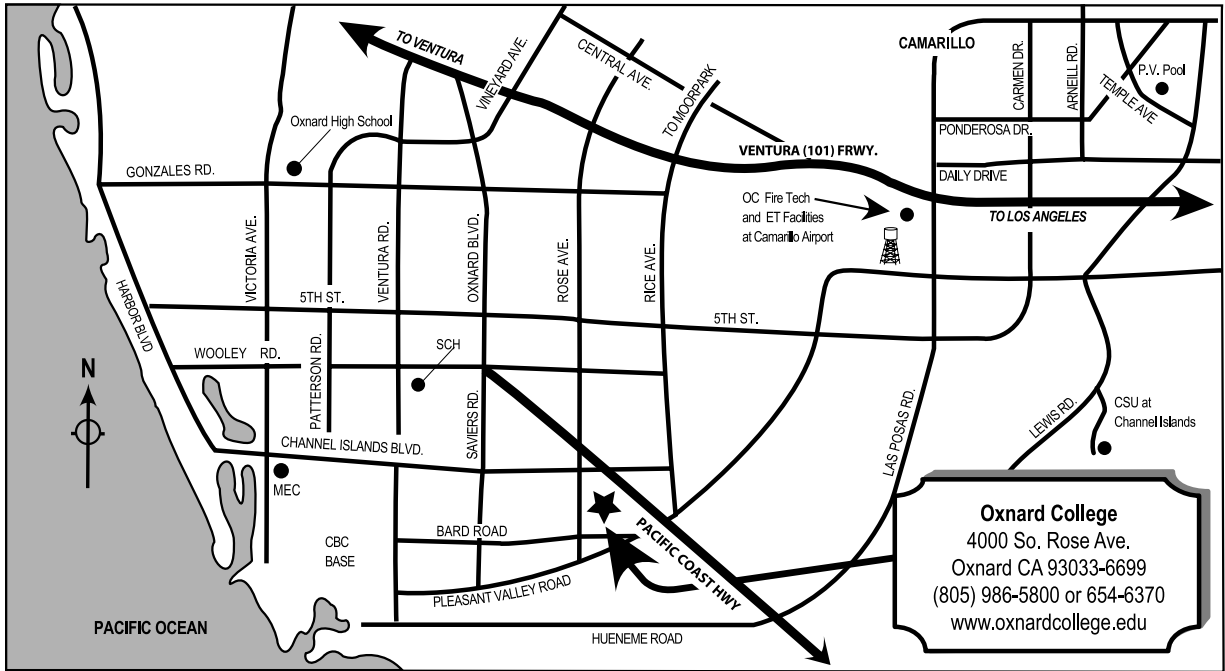 TO VENTURA
VINEYARD AVE.
CENTRAL AVE.
TO MOORPARK
CAMARILLO
CARMEN DR.
ARNEILL RD.
P.V. Pool
TEMPLE AVE
PONDEROSA DR.
Oxnard High School
VENTURA (101) FRWY.
GONZALES RD.
DAILY DRIVE
OC Fire Tech
and ET Facilities
at Camarillo Airport
TO LOS ANGELES
VICTORIA AVE.
VENTURA RD.
OXNARD BLVD.
ROSE AVE.
RICE AVE.
HARBOR BLVD
5TH ST.
5TH ST.
WOOLEY RD.
PATTERSON RD.
SCH
N
SAVIERS RD.
LAS POSAS RD.
LEWIS RD.
CSU at
Channel Islands
CHANNEL ISLANDS BLVD.
MEC
BARD ROAD
CBC
BASE
PACIFIC COAST HWY
PLEASANT VALLEY ROAD
PACIFIC OCEAN
HUENEME ROAD
Oxnard College
4000 So. Rose Ave.
Oxnard CA 93033-6699
(805) 986-5800 or 654-6370
www.oxnardcollege.edu